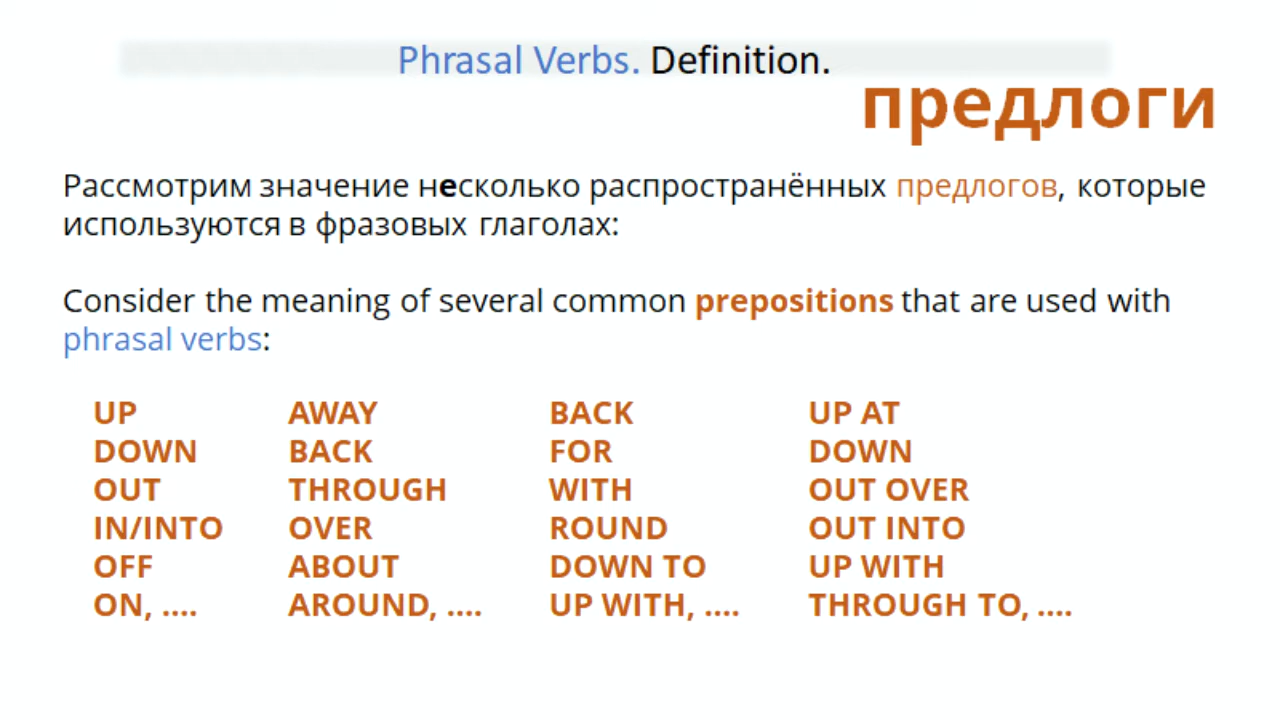 Phrasal Verbs. Definition.
предлоги
Рассмотрим значение несколько распространённых предлогов, которые
используются в фразовых глаголах:
Consider the meaning of several common prepositions that are used with
phrasal verbs:
UP AWAY BACK UP AT
DOWN BACK FOR DOWN
OUT THROUGH WITH OUT OVER
IN/INTO OVER ROUND OUT INTO
OFF ABOUT DOWN TO UP WITH
ON, .... AROUND, .... UP WITH, .... THROUGH TO, ....